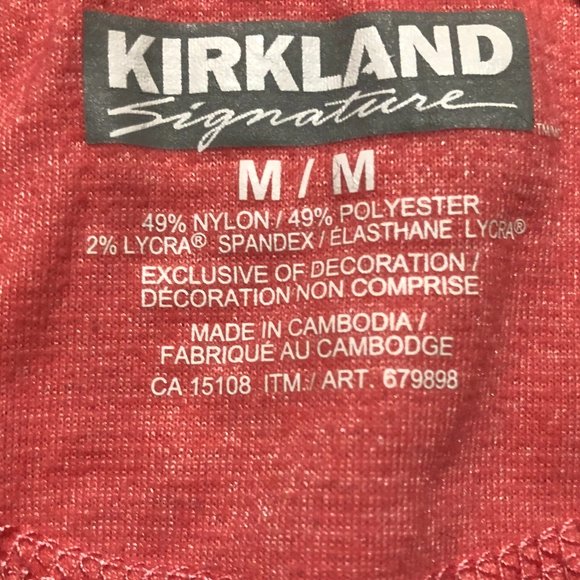 KIRKLAND
Signature™
M / M
49% NYLON / 49% POLYESTER
2% LYCRA® SPANDEX / ÉLASTHANE LYCRA®
EXCLUSIVE OF DECORATION /
DÉCORATION NON COMPRISE
MADE IN CAMBODIA /
FABRIQUÉ AU CAMBODGE
CA 15108 ITM. / ART. 679898